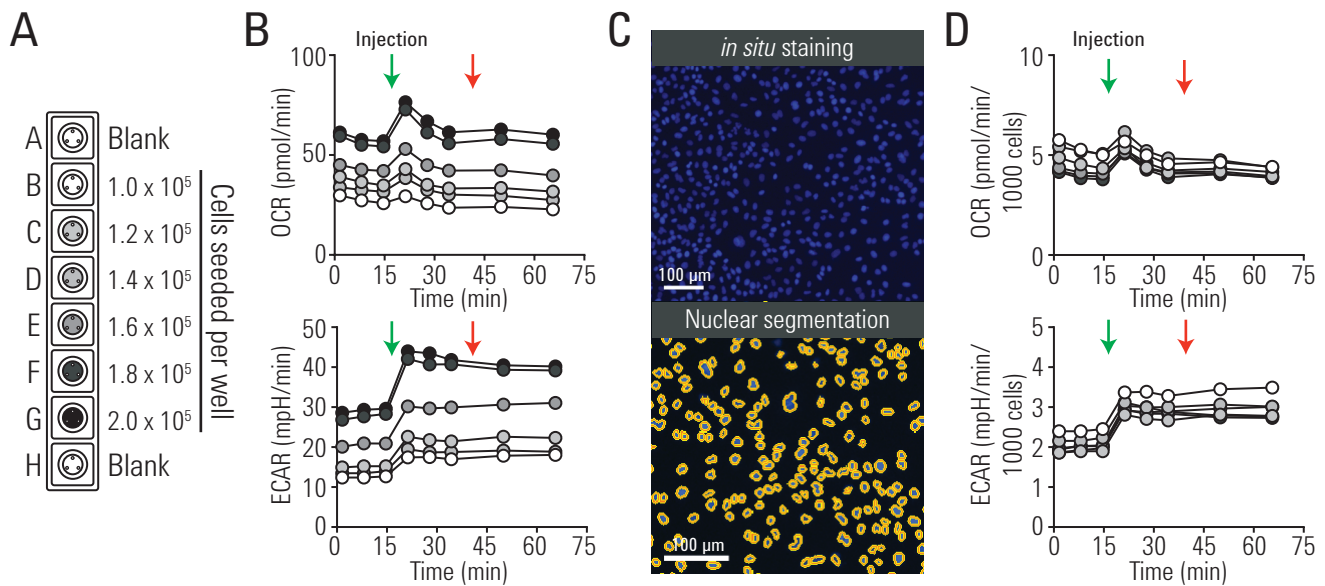 A
A Blank
B 1.0 x 10⁵
C 1.2 x 10⁵
D 1.4 x 10⁵
E 1.6 x 10⁵
F 1.8 x 10⁵
G 2.0 x 10⁵
H Blank
Cells seeded per well
B
Injection
OCR (pmol/min)
100
50
0
0 15 30 45 60 75
Time (min)
ECAR (mpH/min)
50
40
30
20
10
0
0 15 30 45 60 75
Time (min)
C
in situ staining
100 µm
Nuclear segmentation
100 µm
D
Injection
OCR (pmol/min/
1000 cells)
10
5
0
0 15 30 45 60 75
Time (min)
ECAR (mpH/min/
1000 cells)
5
4
3
2
1
0
0 15 30 45 60 75
Time (min)